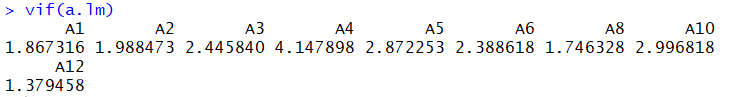 > vif(a.lm)
A1 A2 A3 A4 A5 A6 A8 A10
1.867316 1.988473 2.445840 4.147898 2.872253 2.388618 1.746328 2.996818
A12
1.379458